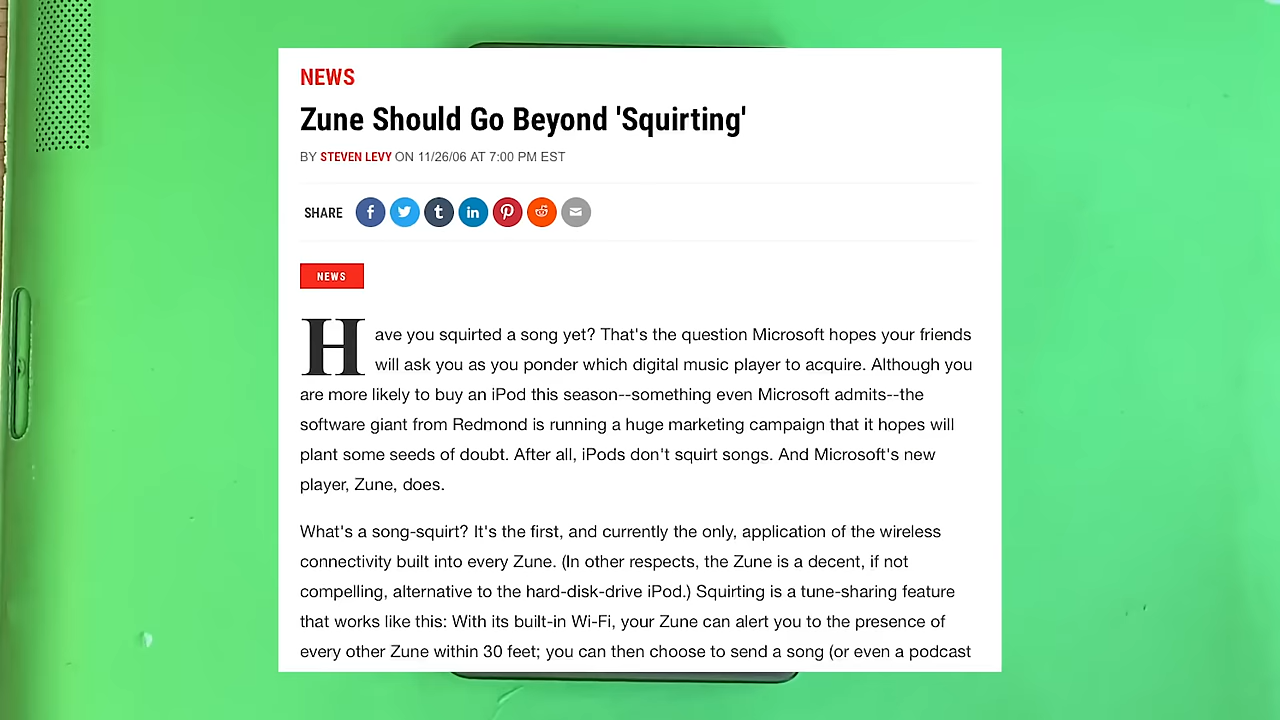 NEWS
Zune Should Go Beyond 'Squirting'
BY STEVEN LEVY ON 11/26/06 AT 7:00 PM EST
SHARE
NEWS
Have you squirted a song yet? That's the question Microsoft hopes your friends
will ask you as you ponder which digital music player to acquire. Although you
are more likely to buy an iPod this season--something even Microsoft admits--the
software giant from Redmond is running a huge marketing campaign that it hopes will
plant some seeds of doubt. After all, iPods don't squirt songs. And Microsoft's new
player, Zune, does.
What's a song-squirt? It's the first, and currently the only, application of the wireless
connectivity built into every Zune. (In other respects, the Zune is a decent, if not
compelling, alternative to the hard-disk-drive iPod.) Squirting is a tune-sharing feature
that works like this: With its built-in Wi-Fi, your Zune can alert you to the presence of
every other Zune within 30 feet; you can then choose to send a song (or even a podcast